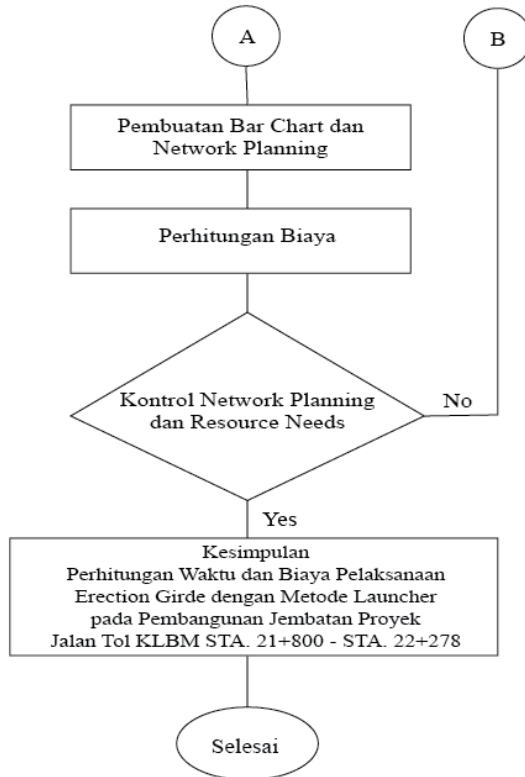 A
B
Pembuatan Bar Chart dan
Network Planning
Perhitungan Biaya
Kontrol Network Planning
dan Resource Needs
No
Yes
Kesimpulan
Perhitungan Waktu dan Biaya Pelaksanaan
Erection Girde dengan Metode Launcher
pada Pembangunan Jembatan Proyek
Jalan Tol KLBM STA. 21+800 - STA. 22+278
Selesai